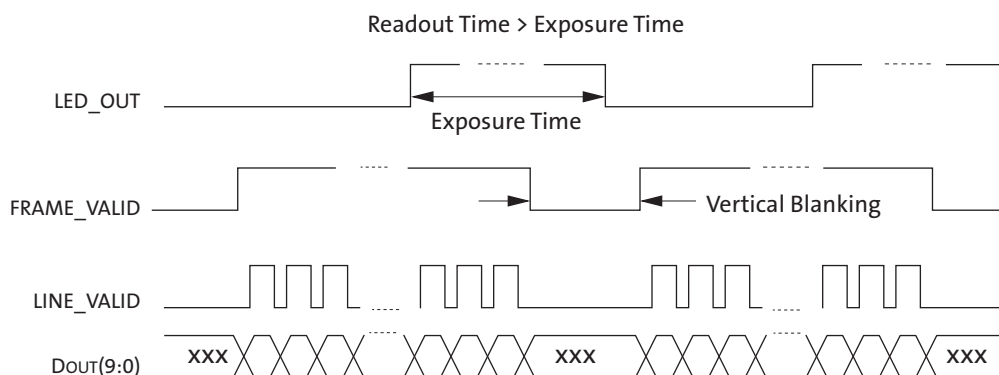 Readout Time > Exposure Time
LED_OUT
Exposure Time
FRAME_VALID
Vertical Blanking
LINE_VALID
DOUT(9:0)
XXX
XXX
XXX